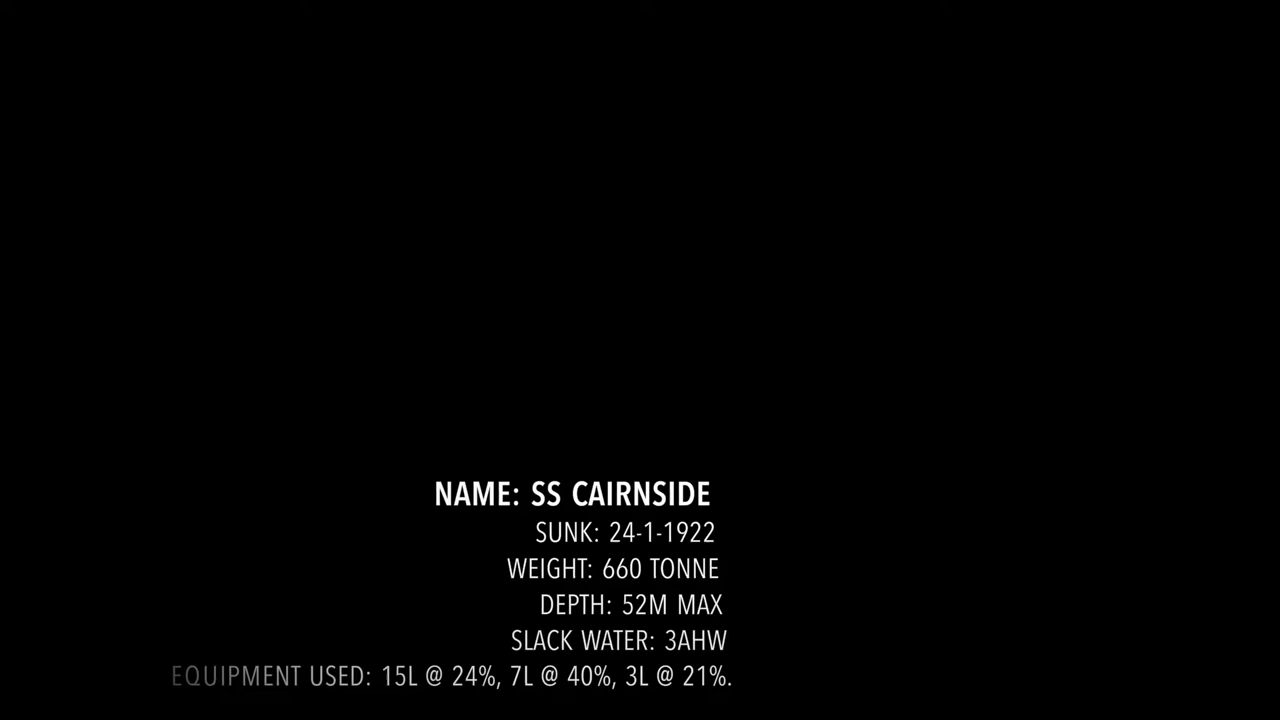 NAME: SS CAIRNSIDE
SUNK: 24-1-1922
WEIGHT: 660 TONNE
DEPTH: 52M MAX
SLACK WATER: 3AHW
EQUIPMENT USED: 15L @ 24%, 7L @ 40%, 3L @ 21%.